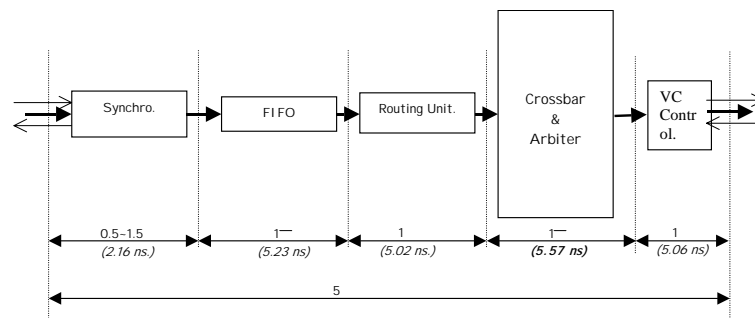 Synchro.
FIFO
Routing Unit.
Crossbar
&
Arbiter
VC
Contr
ol.
0.5-1.5
(2.16 ns.)
1—
(5.23 ns)
1
(5.02 ns)
1—
(5.57 ns)
1
(5.06 ns)
5